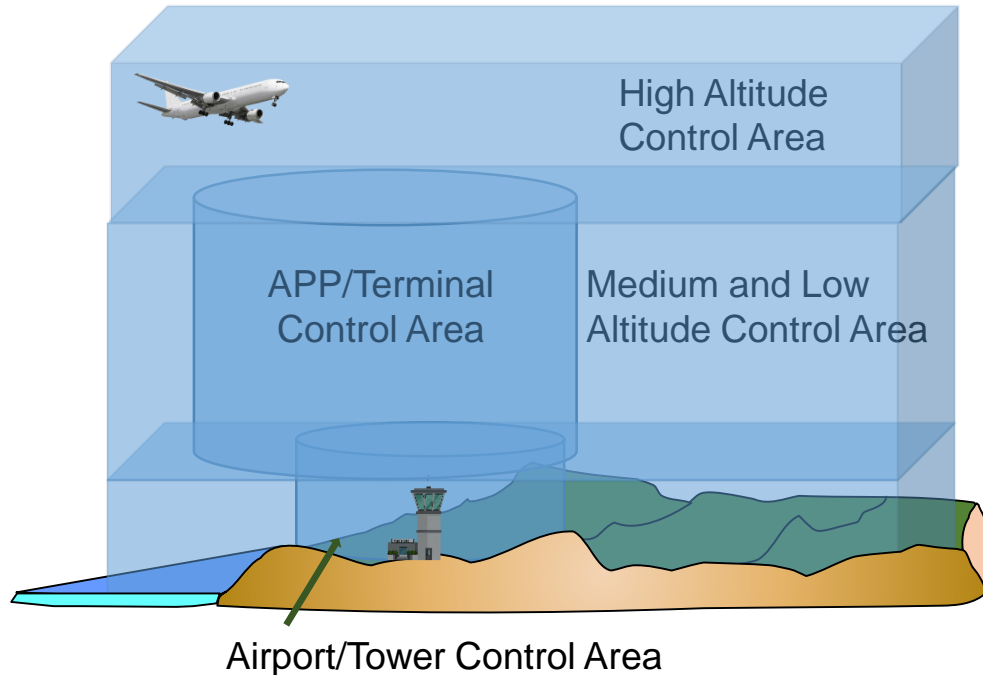 High Altitude
Control Area
APP/Terminal
Control Area
Medium and Low
Altitude Control Area
Airport/Tower Control Area